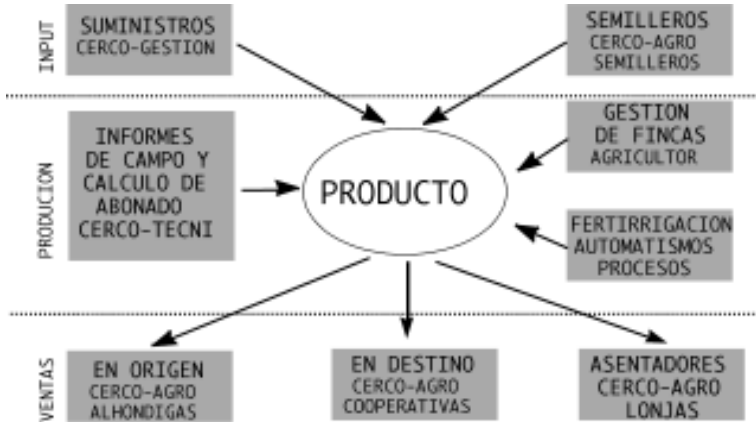 INPUT
SUMINISTROS
CERCO-GESTION
SEMILLEROS
CERCO-AGRO
SEMILLEROS
PRODUCION
INFORMES
DE CAMPO Y
CALCULO DE
ABONADO
CERCO-TECNI
PRODUCTO
GESTION
DE FINCAS
AGRICULTOR
FERTIRRIGACION
AUTOMATISMOS
PROCESOS
VENTAS
EN ORIGEN
CERCO-AGRO
ALHONDIGAS
EN DESTINO
CERCO-AGRO
COOPERATIVAS
ASENTADORES
CERCO-AGRO
LONJAS